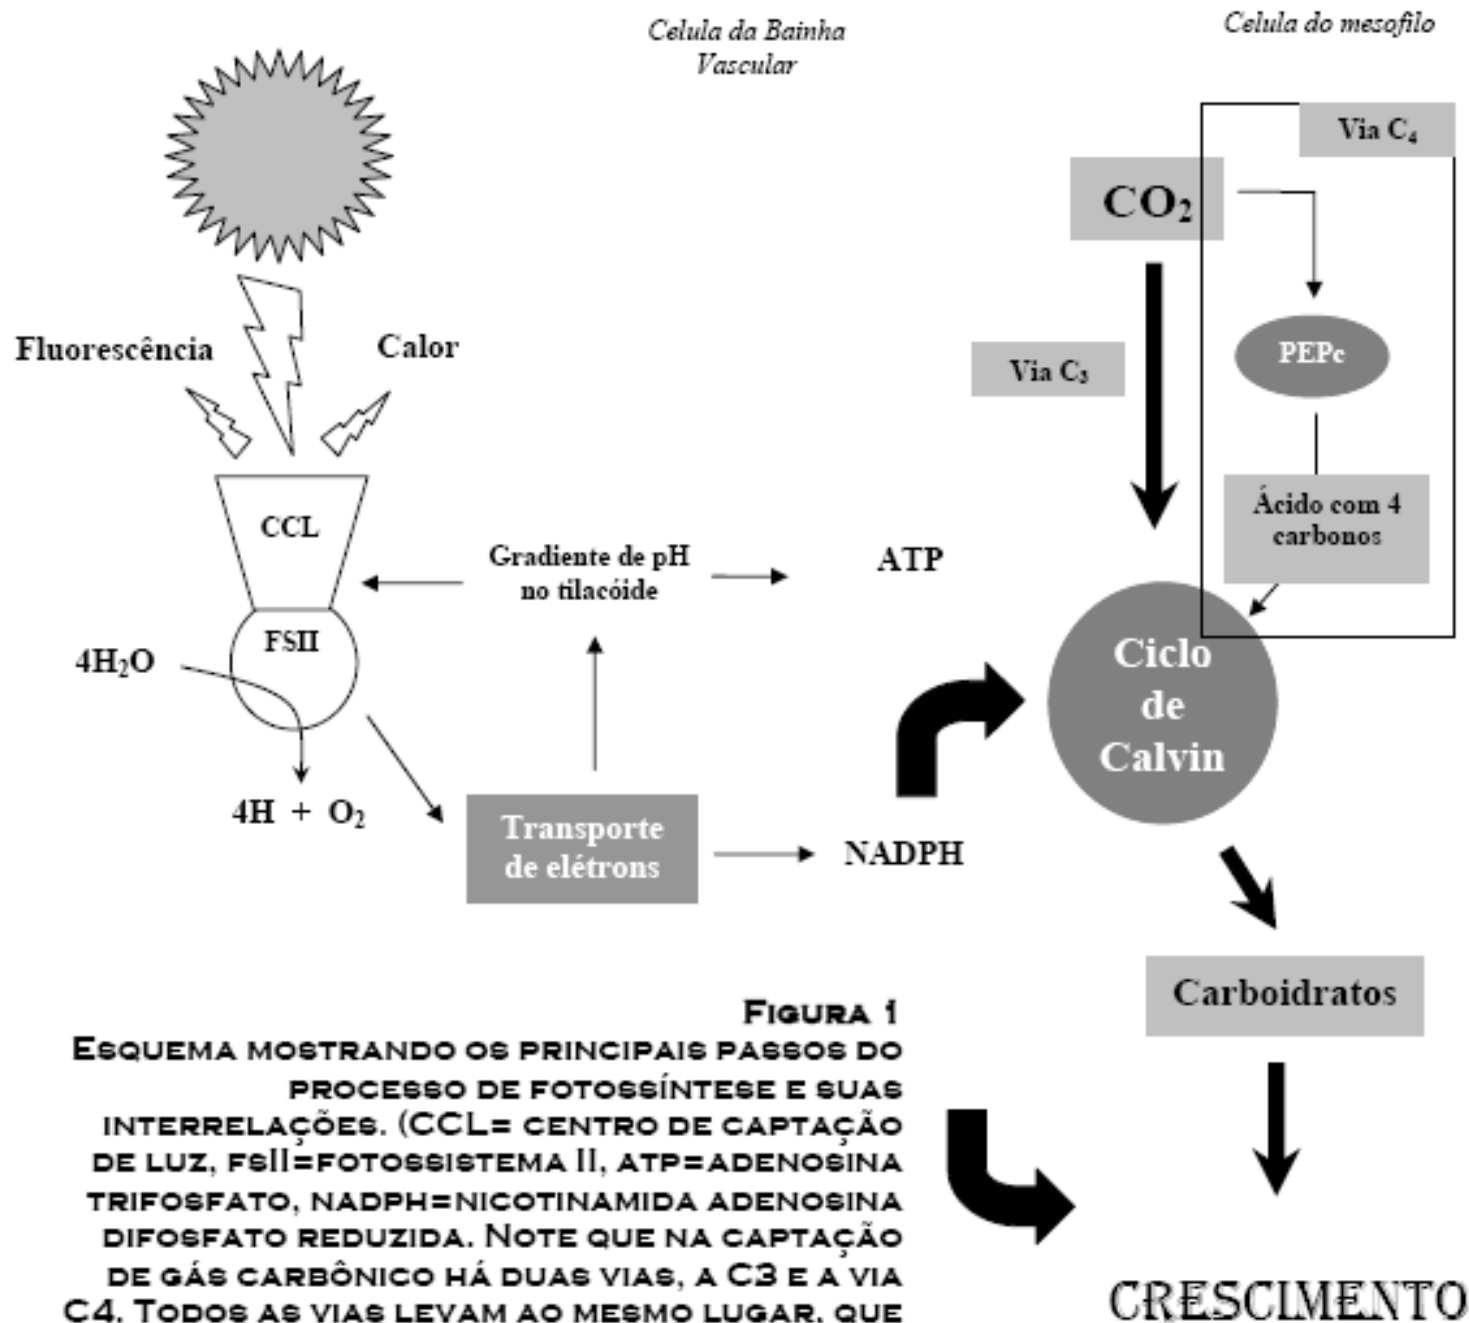 Celula da Bainha
Vascular
Celula do mesofilo
Via C₄
CO₂
Fluorescência
Calor
Via C₃
PEPc
CCL
Ácido com 4
carbonos
Gradiente de pH
no tilacóide
ATP
FSII
4H₂O
Ciclo
de
Calvin
4H + O₂
Transporte
de elétrons
NADPH
Carboidratos
FIGURA 1
ESQUEMA MOSTRANDO OS PRINCIPAIS PASSOS DO
PROCESSO DE FOTOSSÍNTESE E SUAS
INTERRELAÇÕES. (CCL= CENTRO DE CAPTAÇÃO
DE LUZ, FSII=FOTOSSISTEMA II, ATP=ADENOSINA
TRIFOSFATO, NADPH=NICOTINAMIDA ADENOSINA
DIFOSFATO REDUZIDA. NOTE QUE NA CAPTAÇÃO
DE GÁS CARBÔNICO HÁ DUAS VIAS, A C3 E A VIA
C4. TODOS AS VIAS LEVAM AO MESMO LUGAR, QUE
CRESCIMENTO